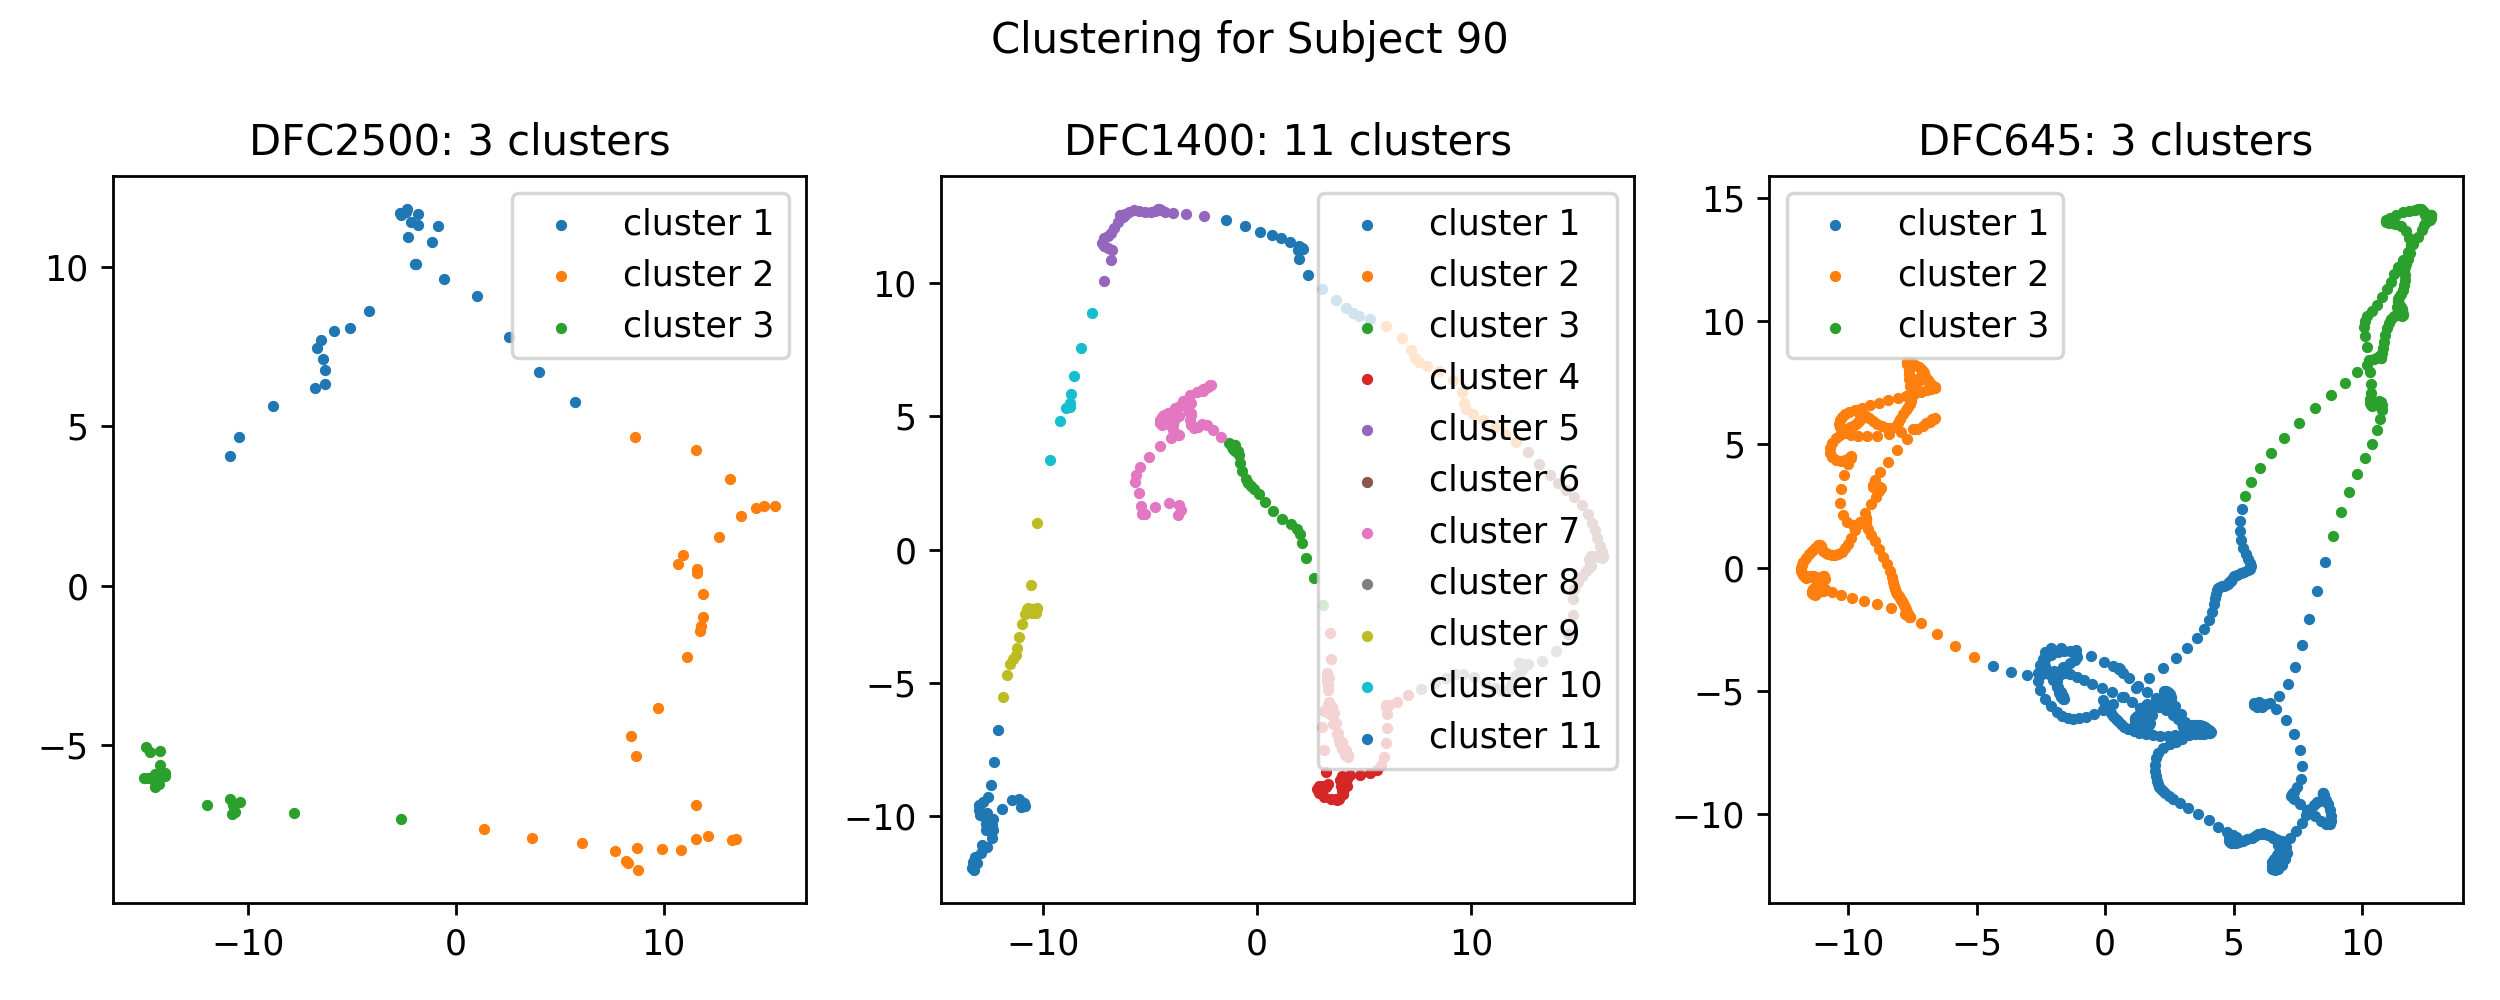 Clustering for Subject 90
DFC2500: 3 clusters
cluster 1
cluster 2
cluster 3
10
5
0
−5
−10
0
10
DFC1400: 11 clusters
cluster 1
cluster 2
cluster 3
cluster 4
cluster 5
cluster 6
cluster 7
cluster 8
cluster 9
cluster 10
cluster 11
10
5
0
−5
−10
−10
0
10
DFC645: 3 clusters
cluster 1
cluster 2
cluster 3
15
10
5
0
−5
−10
−10
−5
0
5
10